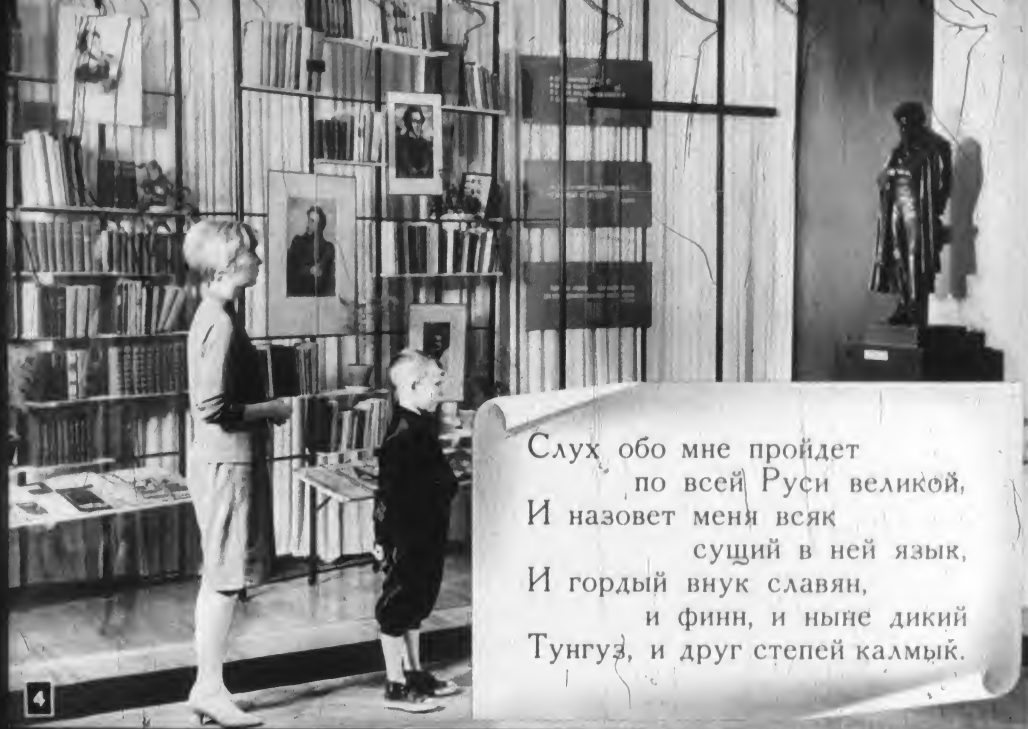 Слух обо мне пройдет
по всей Руси великой,
И назовет меня всяк
сущий в ней язык,
И гордый внук славян,
и финн, и ныне дикий
Тунгуз, и друг степей калмык.
4